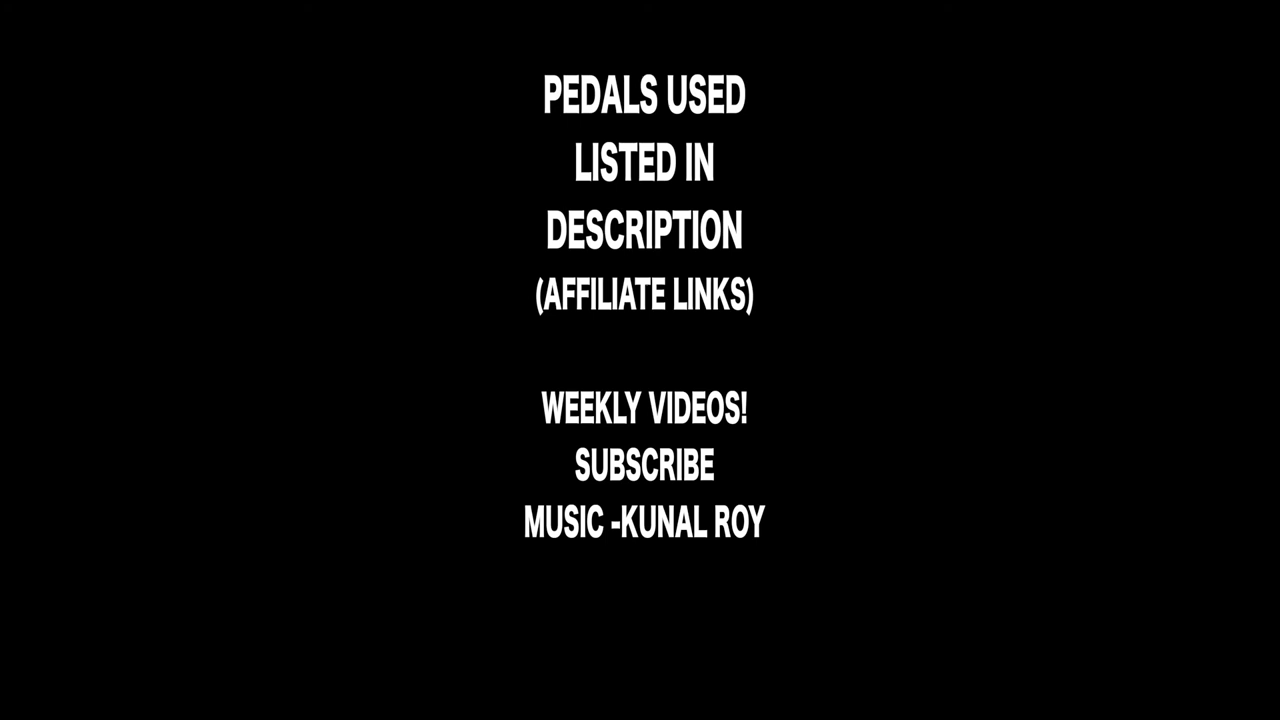 PEDALS USED
LISTED IN
DESCRIPTION
(AFFILIATE LINKS)
WEEKLY VIDEOS!
SUBSCRIBE
MUSIC -KUNAL ROY